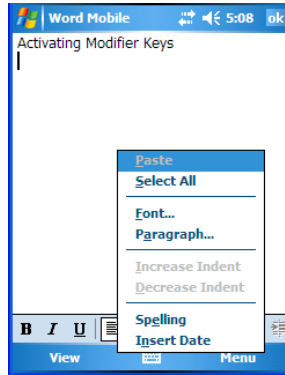 Word Mobile 5:08 ok
Activating Modifier Keys
Paste
Select All
Font...
Paragraph...
Increase Indent
Decrease Indent
Spelling
Insert Date
B I U
View Menu